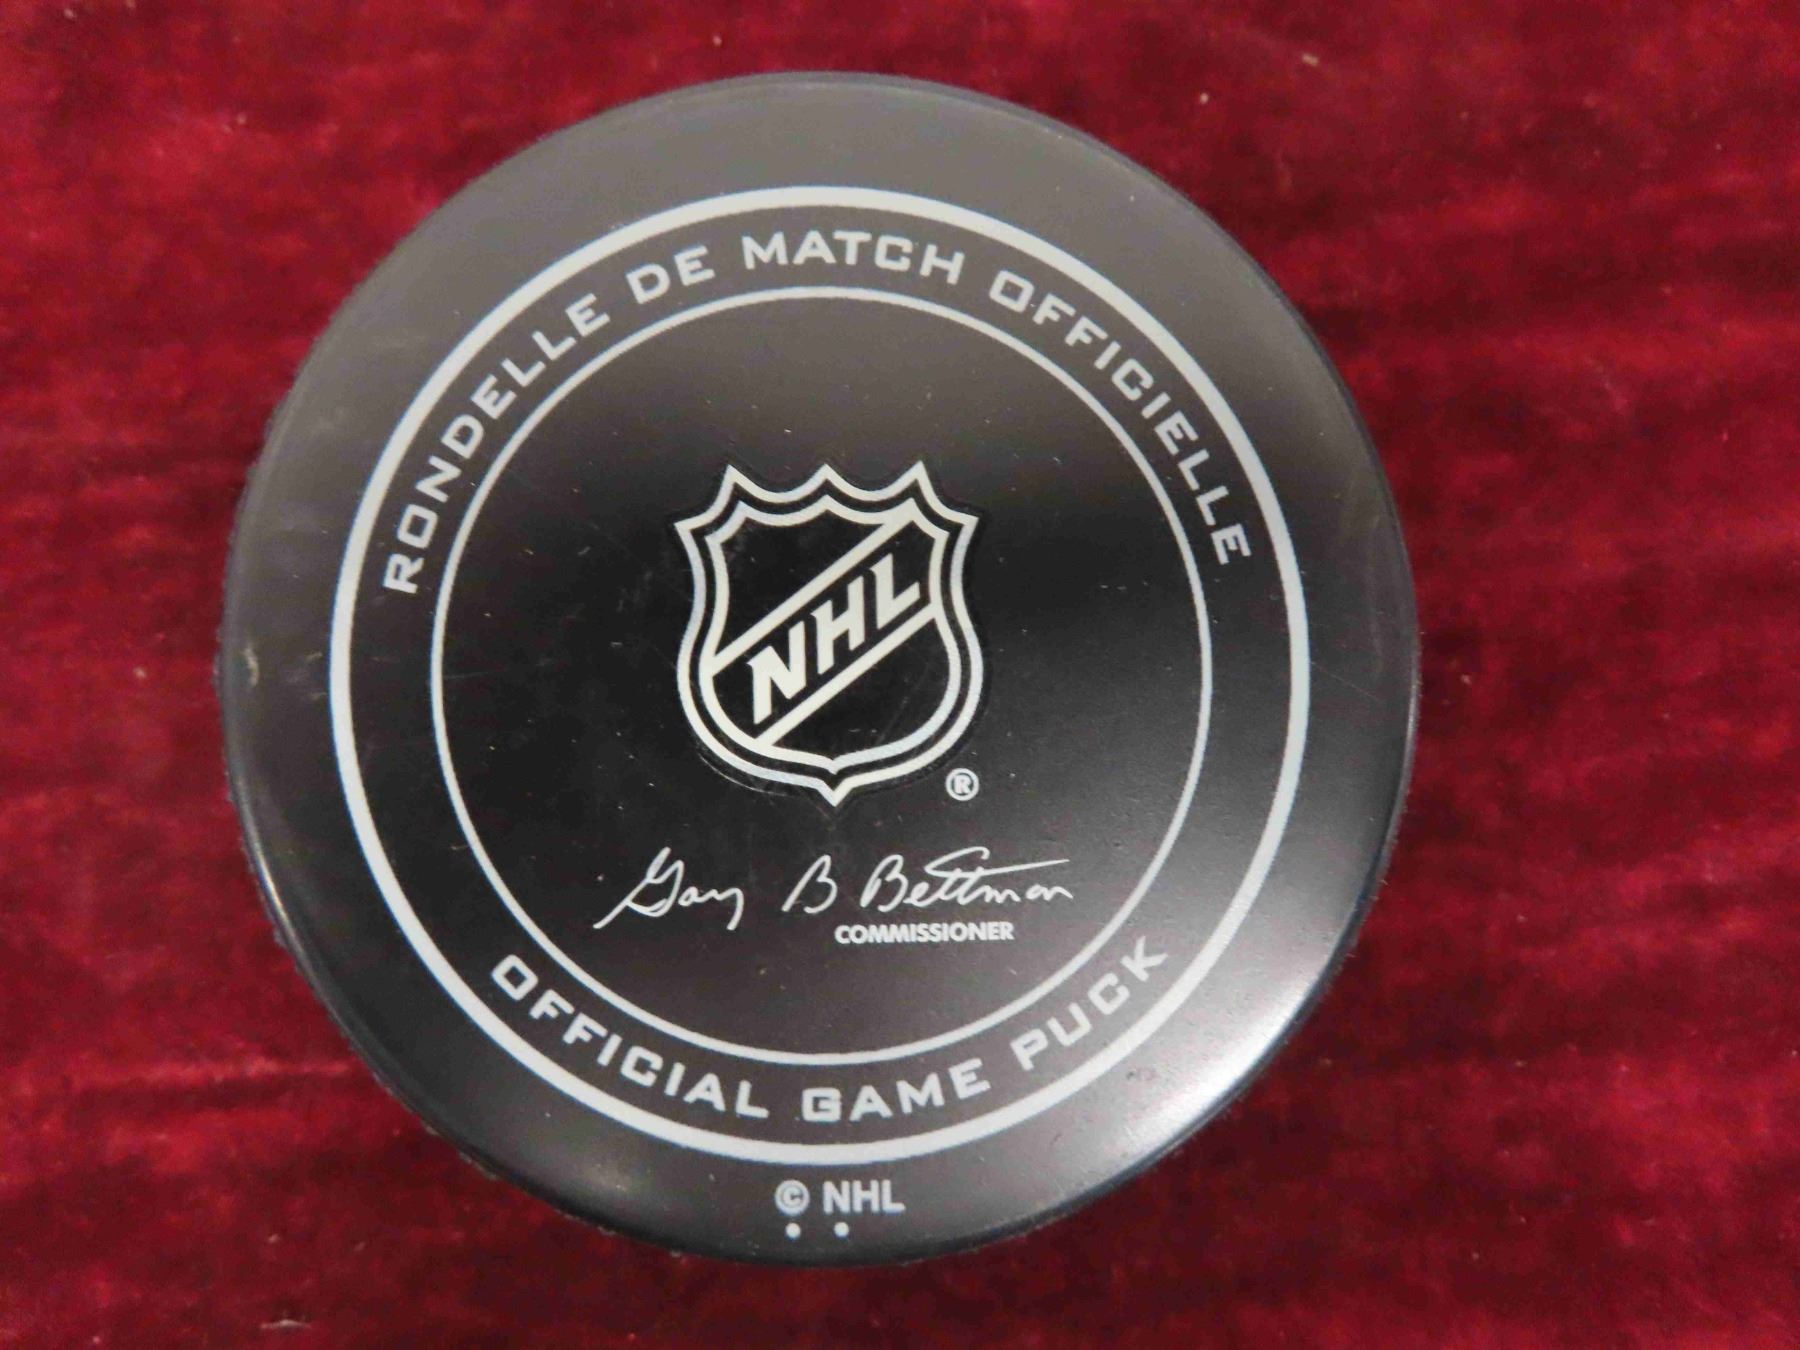 RONDELLE DE MATCH OFFICIELLE
NHL
®
Gary B Bettman
COMMISSIONER
OFFICIAL GAME PUCK
© NHL